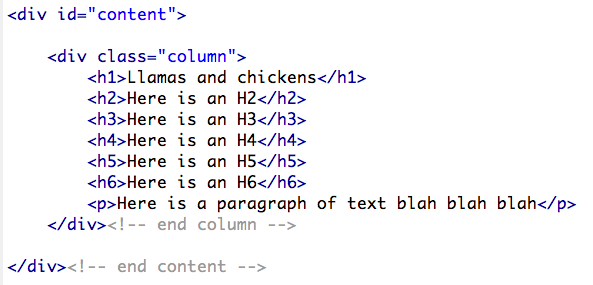 <div id="content">
<div class="column">
<h1>Llamas and chickens</h1>
<h2>Here is an H2</h2>
<h3>Here is an H3</h3>
<h4>Here is an H4</h4>
<h5>Here is an H5</h5>
<h6>Here is an H6</h6>
<p>Here is a paragraph of text blah blah blah</p>
</div><!-- end column -->
</div><!-- end content -->